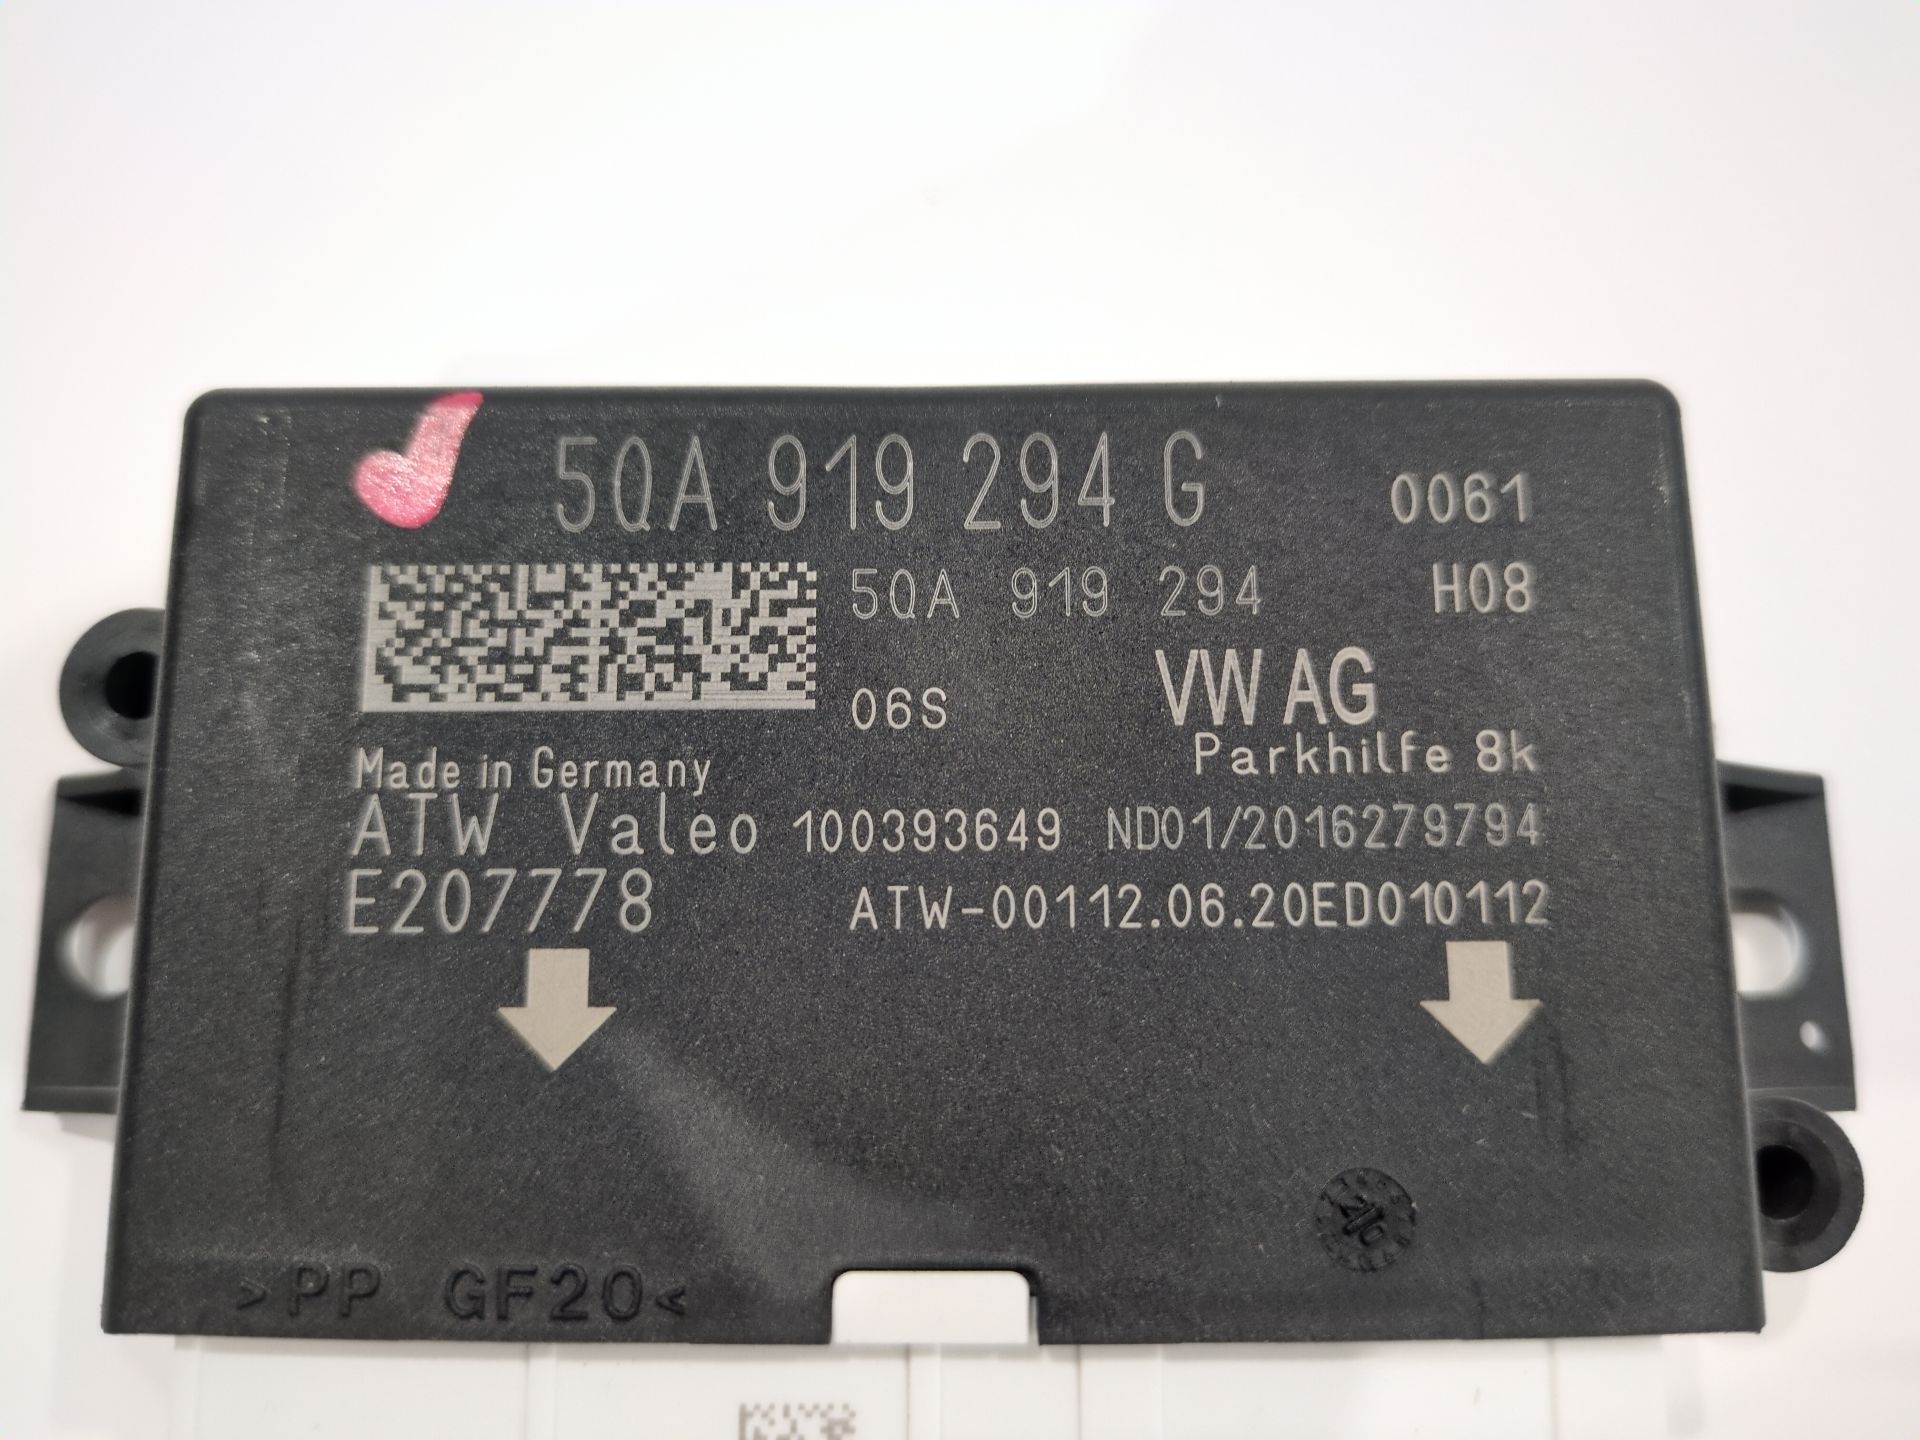 5QA 919 294 G 0061
5QA 919 294 H08
06S VW AG
Parkhilfe 8k
Made in Germany
ATW Valeo 100393649 ND01/2016279794
E207778 ATW-00112.06.20ED010112
>PP GF20<